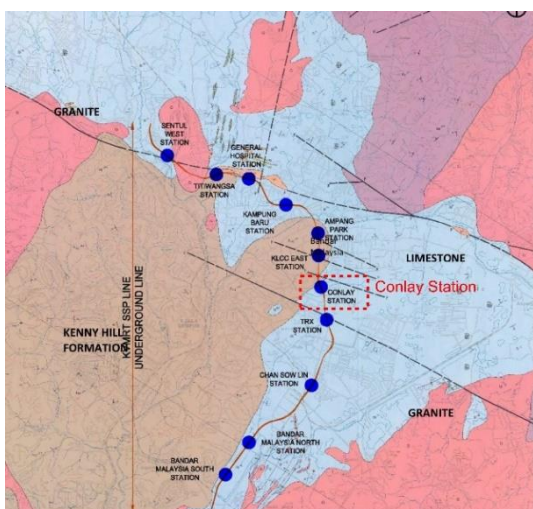 GRANITE
SENTUL
WEST
STATION
GENERAL
HOSPITAL
STATION
TITIWANGSA
STATION
KAMPUNG
BARU
STATION
AMPANG
PARK
STATION
Bandar
Malaysia
KLCC EAST
STATION
LIMESTONE
CONLAY
STATION
Conlay Station
TRX
STATION
KENNY HILL
FORMATION
KVMRT SSP LINE
UNDERGROUND LINE
CHAN SOW LIN
STATION
GRANITE
BANDAR
MALAYSIA NORTH
STATION
BANDAR
MALAYSIA SOUTH
STATION